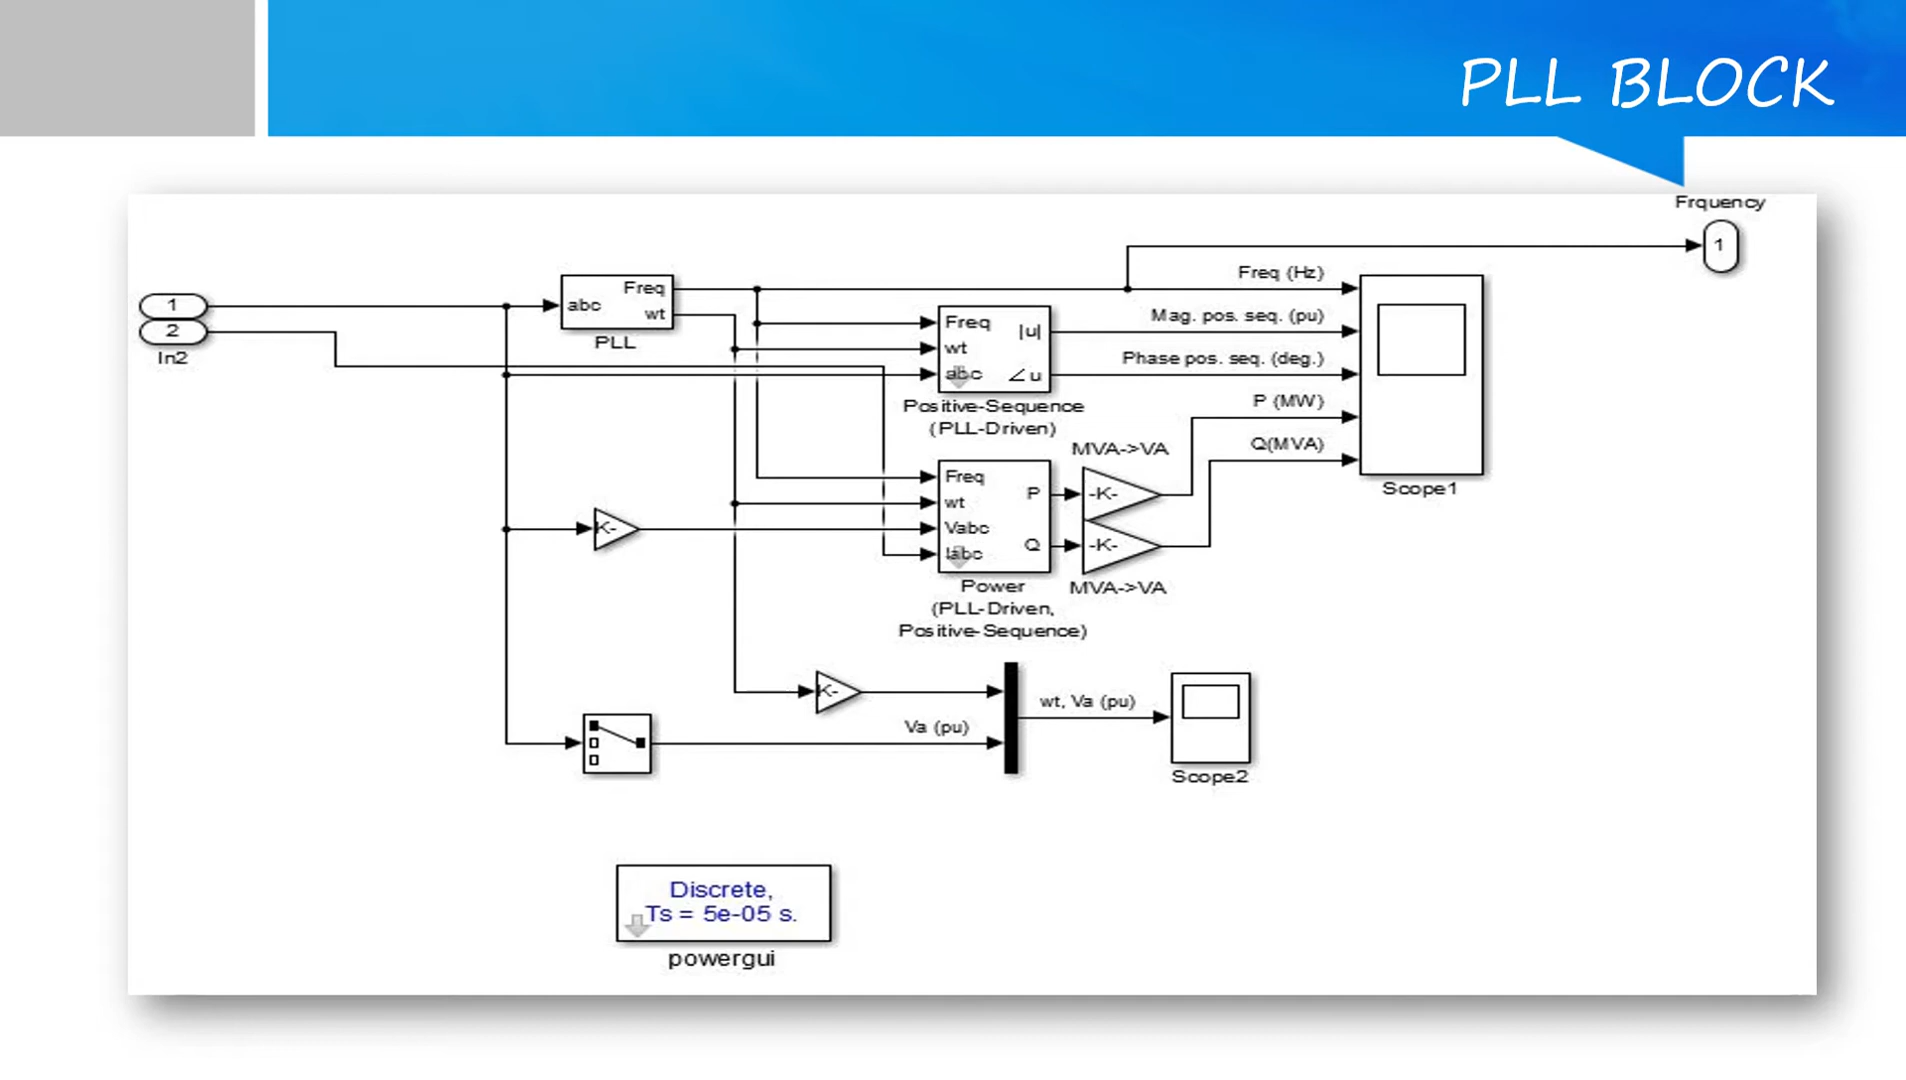 PLL BLOCK
Frquency
1
Freq (Hz)
1
abc
Freq
wt
PLL
2
In2
Mag. pos. seq. (pu)
Freq
wt
abc
|u|
∠u
Phase pos. seq. (deg.)
Positive-Sequence
(PLL-Driven)
P (MW)
MVA->VA
Q(MVA)
Scope1
Freq
wt
Vabc
Iabc
P
Q
-K-
-K-
K-
Power
(PLL-Driven,
Positive-Sequence)
MVA->VA
K-
wt, Va (pu)
Va (pu)
Scope2
Discrete,
Ts = 5e-05 s.
powergui